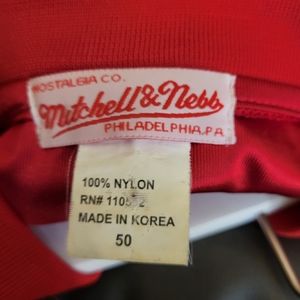 NOSTALGIA CO.
Mitchell & Ness
PHILADELPHIA.PA.
100% NYLON
RN#
MADE IN KOREA
50